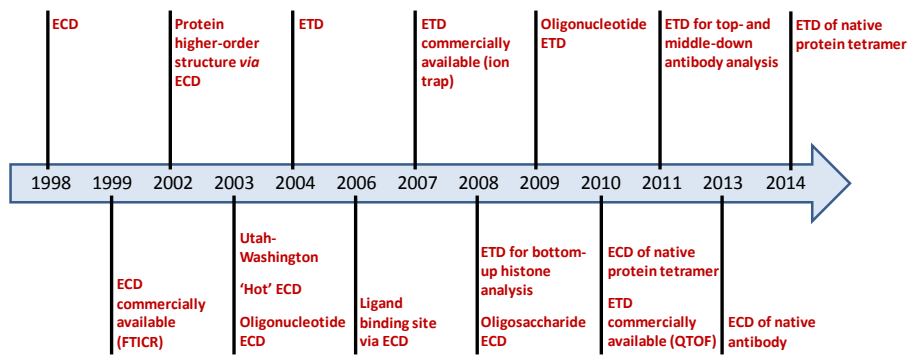 ECD
Protein
higher-order
structure via
ECD
ETD
ETD
commercially
available (ion
trap)
Oligonucleotide
ETD
ETD for top- and
middle-down
antibody analysis
ETD of native
protein tetramer
1998 1999 2002 2003 2004 2006 2007 2008 2009 2010 2011 2013 2014
ECD
commercially
available
(FTICR)
Utah-
Washington
‘Hot’ ECD
Oligonucleotide
ECD
Ligand
binding site
via ECD
ETD for bottom-
up histone
analysis
Oligosaccharide
ECD
ECD of native
protein tetramer
ETD
commercially
available (QTOF)
ECD of native
antibody